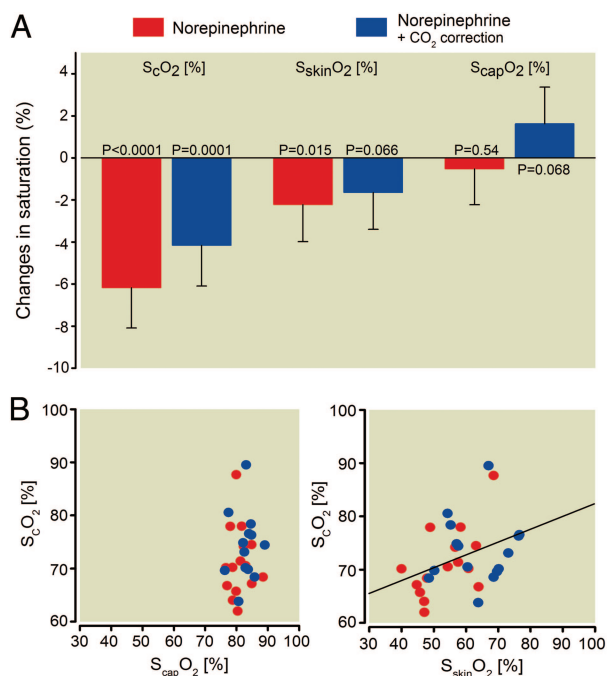 A
Norepinephrine
Norepinephrine
+ CO2 correction
ScO2 [%]
SskinO2 [%]
ScapO2 [%]
Changes in saturation (%)
4
2
0
-2
-4
-6
-8
-10
P<0.0001
P=0.0001
P=0.015
P=0.066
P=0.54
P=0.068
B
ScO2 [%]
100
90
80
70
60
30 40 50 60 70 80 90 100
ScapO2 [%]
ScO2 [%]
100
90
80
70
60
30 40 50 60 70 80 90 100
SskinO2 [%]